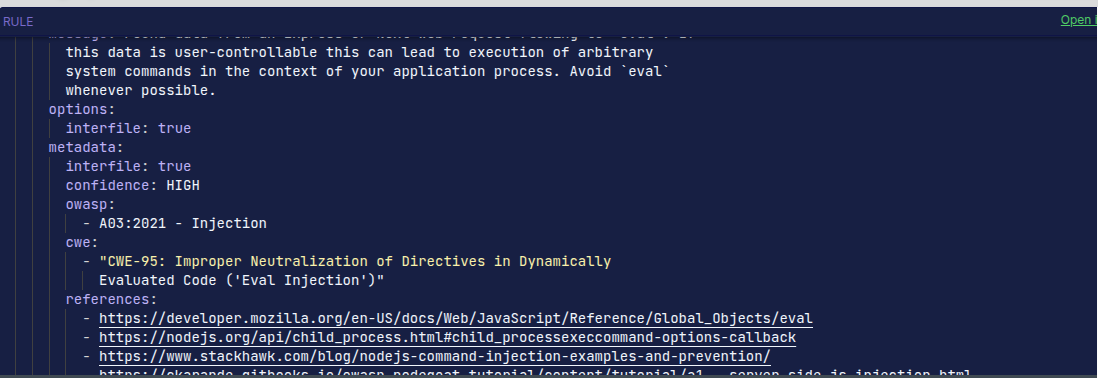 RULE
Open i
this data is user-controllable this can lead to execution of arbitrary
system commands in the context of your application process. Avoid `eval`
whenever possible.
options:
interfile: true
metadata:
interfile: true
confidence: HIGH
owasp:
- A03:2021 - Injection
cwe:
- "CWE-95: Improper Neutralization of Directives in Dynamically
Evaluated Code ('Eval Injection')"
references:
- https://developer.mozilla.org/en-US/docs/Web/JavaScript/Reference/Global_Objects/eval
- https://nodejs.org/api/child_process.html#child_processexeccommand-options-callback
- https://www.stackhawk.com/blog/nodejs-command-injection-examples-and-prevention/